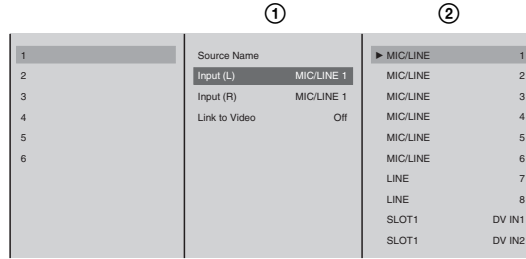 ① ②
1
2
3
4
5
6
Source Name
Input (L) MIC/LINE 1
Input (R) MIC/LINE 1
Link to Video Off
▶ MIC/LINE 1
MIC/LINE 2
MIC/LINE 3
MIC/LINE 4
MIC/LINE 5
MIC/LINE 6
LINE 7
LINE 8
SLOT1 DV IN1
SLOT1 DV IN2